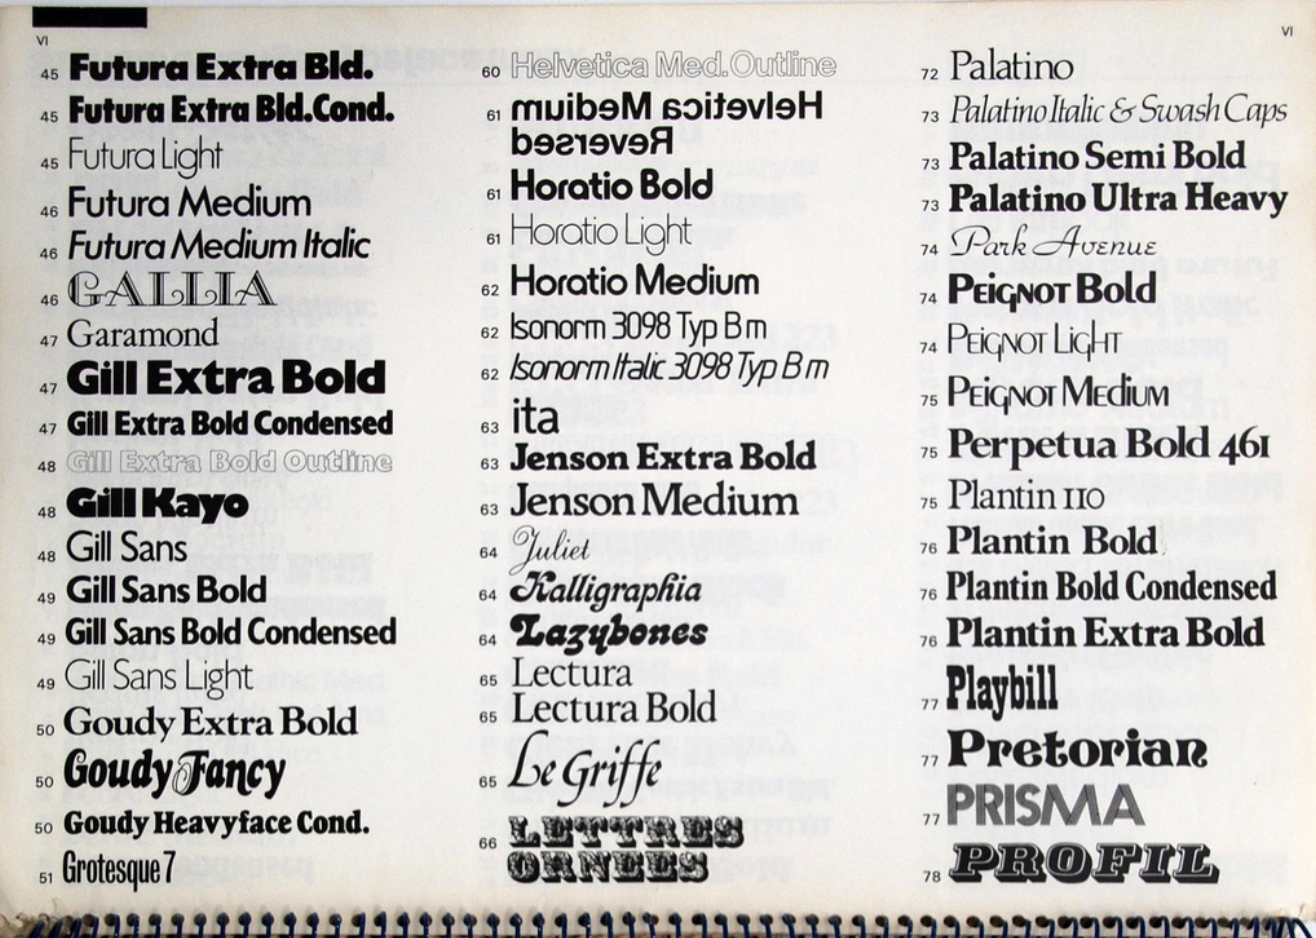 VI
VI
45 Futura Extra Bld.
45 Futura Extra Bld.Cond.
45 Futura Light
46 Futura Medium
46 Futura Medium Italic
46 GALLIA
47 Garamond
47 Gill Extra Bold
47 Gill Extra Bold Condensed
48 Gill Extra Bold Outline
48 Gill Kayo
48 Gill Sans
49 Gill Sans Bold
49 Gill Sans Bold Condensed
49 Gill Sans Light
50 Goudy Extra Bold
50 Goudy Fancy
50 Goudy Heavyface Cond.
51 Grotesque 7
60 Helvetica Med. Outline
61 Helvetica Medium
Reversed
61 Horatio Bold
61 Horatio Light
62 Horatio Medium
62 Isonorm 3098 Typ B m
62 Isonorm Italic 3098 Typ B m
63 ita
63 Jenson Extra Bold
63 Jenson Medium
64 Juliet
64 Kalligraphia
64 Lazybones
65 Lectura
65 Lectura Bold
65 Le Griffe
66 LETTRES
ORNEES
72 Palatino
73 Palatino Italic & Swash Caps
73 Palatino Semi Bold
73 Palatino Ultra Heavy
74 Park Avenue
74 Peignot Bold
74 Peignot Light
75 Peignot Medium
75 Perpetua Bold 461
75 Plantin 110
76 Plantin Bold
76 Plantin Bold Condensed
76 Plantin Extra Bold
77 Playbill
77 Pretorian
77 PRISMA
78 PROFIL